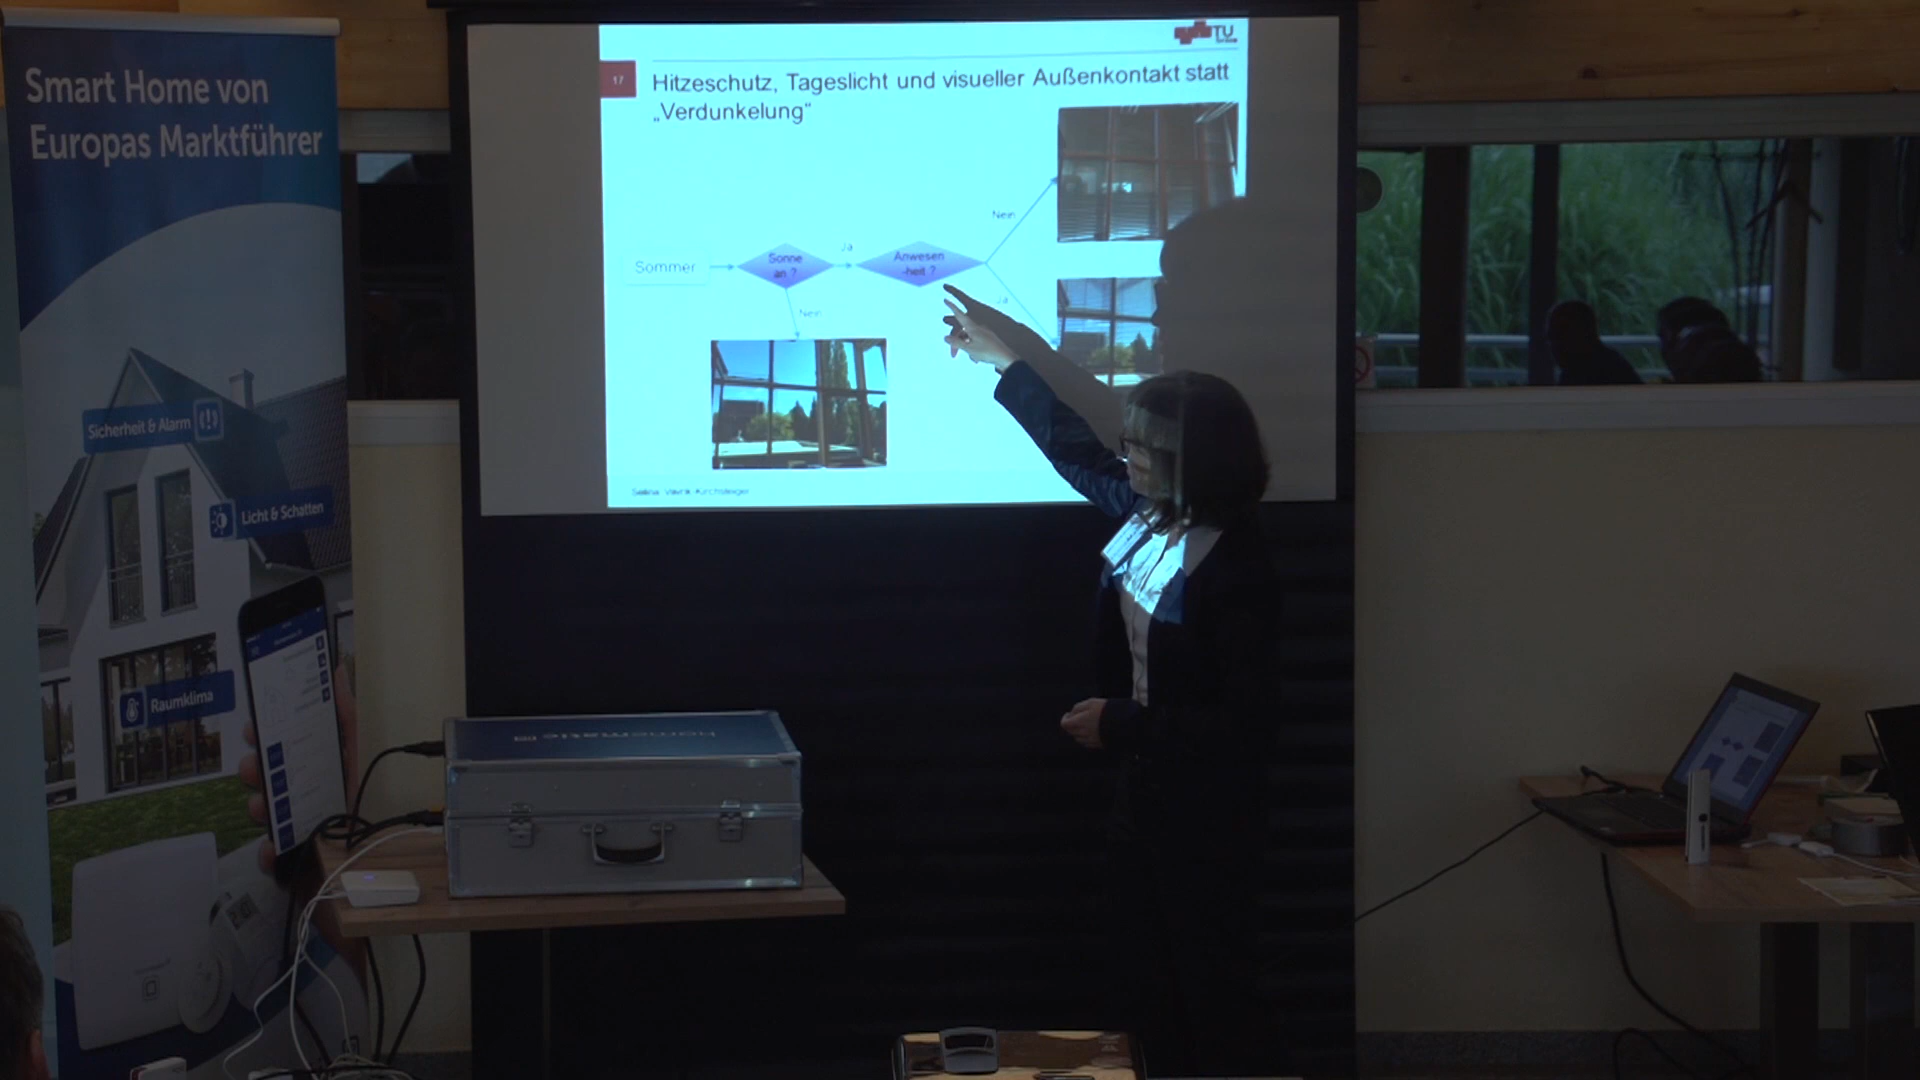 Smart Home von
Europas Marktführer
Sicherheit & Alarm
Licht & Schatten
Raumklima
TU
17
Hitzeschutz, Tageslicht und visueller Außenkontakt statt
„Verdunkelung“
Sommer
Sonne
an ?
Ja
Nein
Anwesen
-heit ?
Nein
Ja
homematic